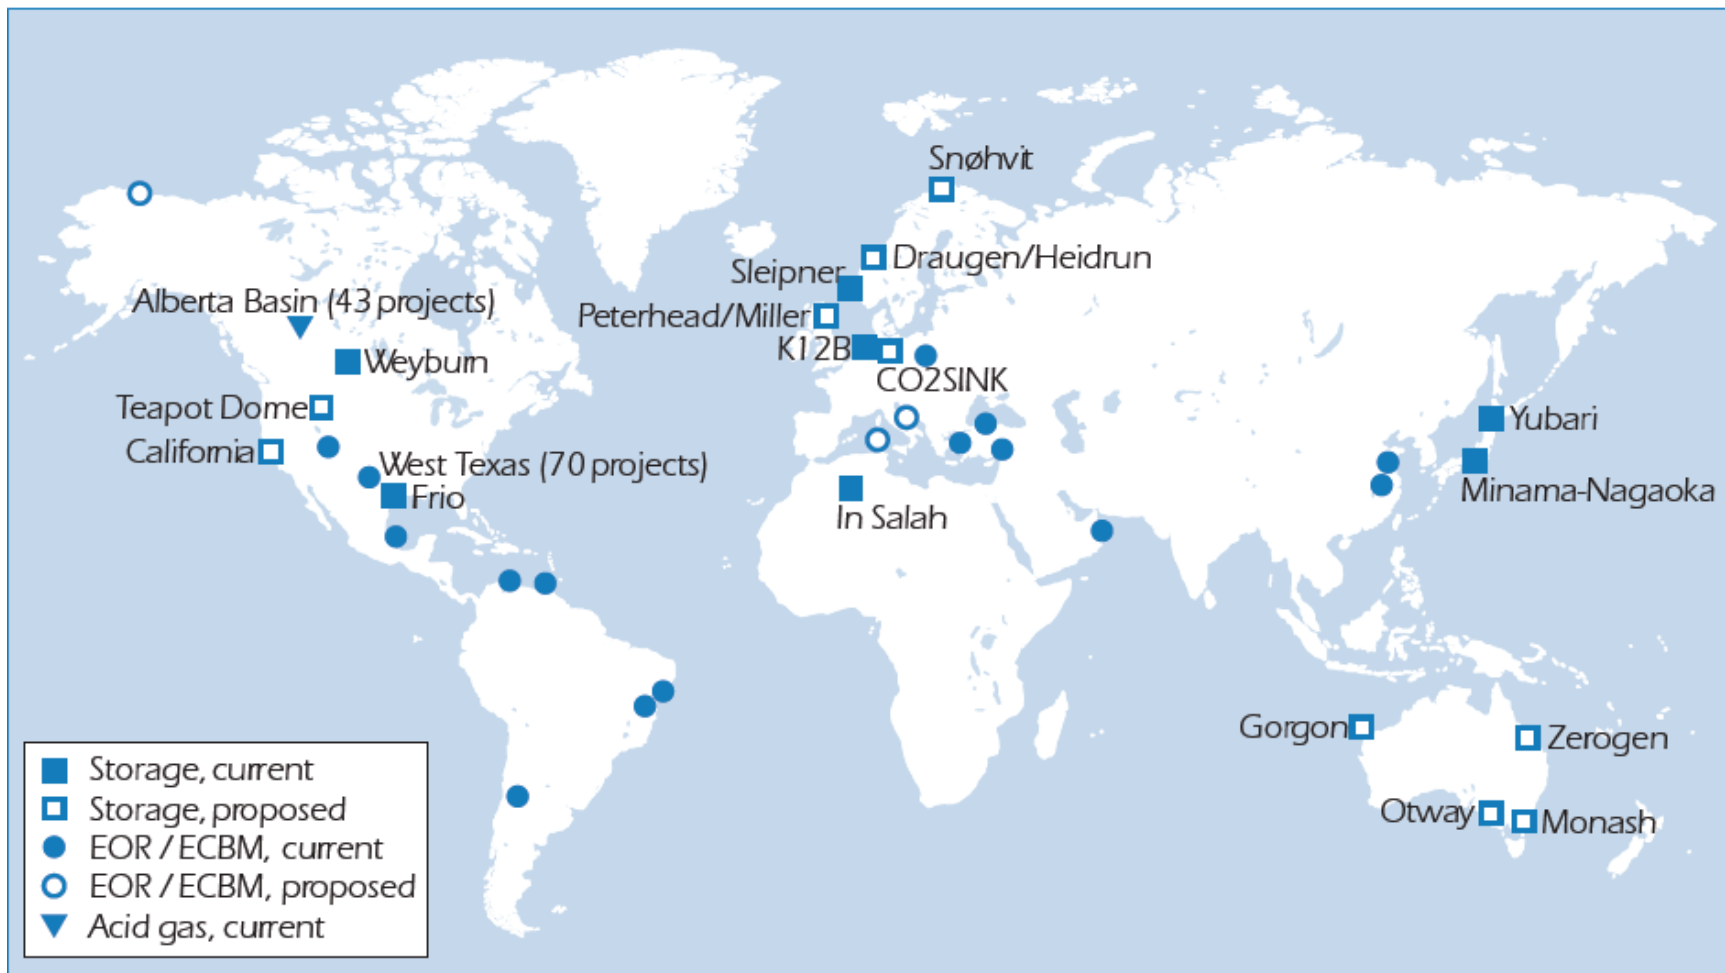 Snøhvit
Draugen/Heidrun
Sleipner
Alberta Basin (43 projects)
Peterhead/Miller
K12B
Weyburn
CO2SINK
Teapot Dome
Yubari
California
West Texas (70 projects)
Frio
Minama-Nagaoka
In Salah
Gorgon
Zerogen
Otway
Monash
Storage, current
Storage, proposed
EOR / ECBM, current
EOR / ECBM, proposed
Acid gas, current